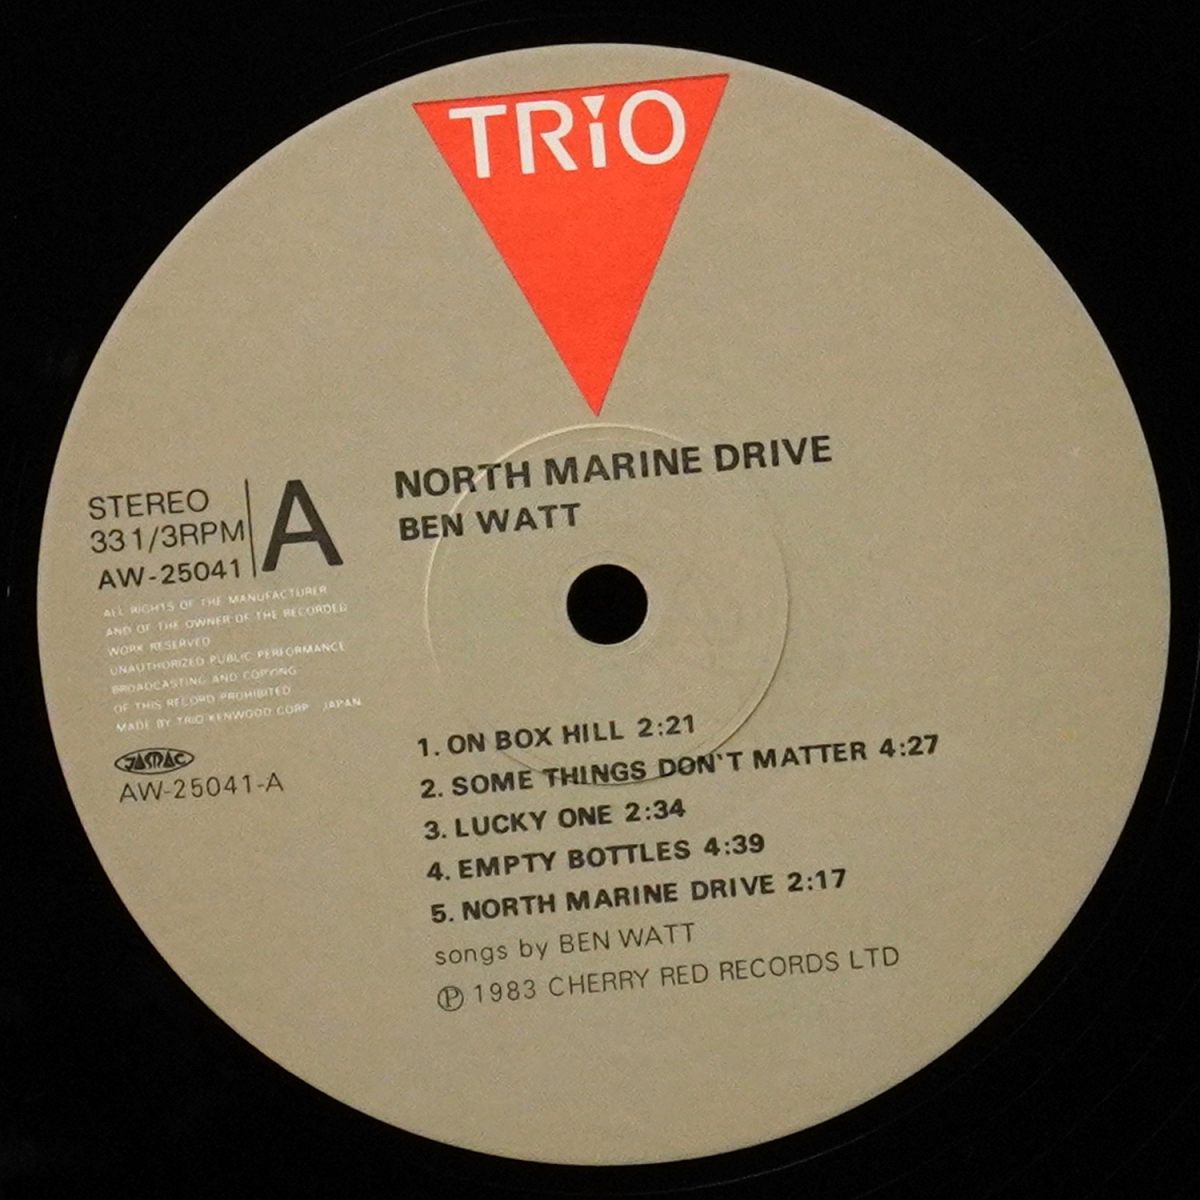 TRiO
NORTH MARINE DRIVE
BEN WATT
STEREO
33 1/3RPM
AW-25041
A
ALL RIGHTS OF THE MANUFACTURER
AND OF THE OWNER OF THE RECORDED
WORK RESERVED
UNAUTHORIZED PUBLIC PERFORMANCE
BROADCASTING AND COPYING
OF THIS RECORD PROHIBITED
MADE BY TRIO KENWOOD CORP. JAPAN
JASRAC
AW-25041-A
1. ON BOX HILL 2:21
2. SOME THINGS DON'T MATTER 4:27
3. LUCKY ONE 2:34
4. EMPTY BOTTLES 4:39
5. NORTH MARINE DRIVE 2:17
songs by BEN WATT
Ⓟ 1983 CHERRY RED RECORDS LTD